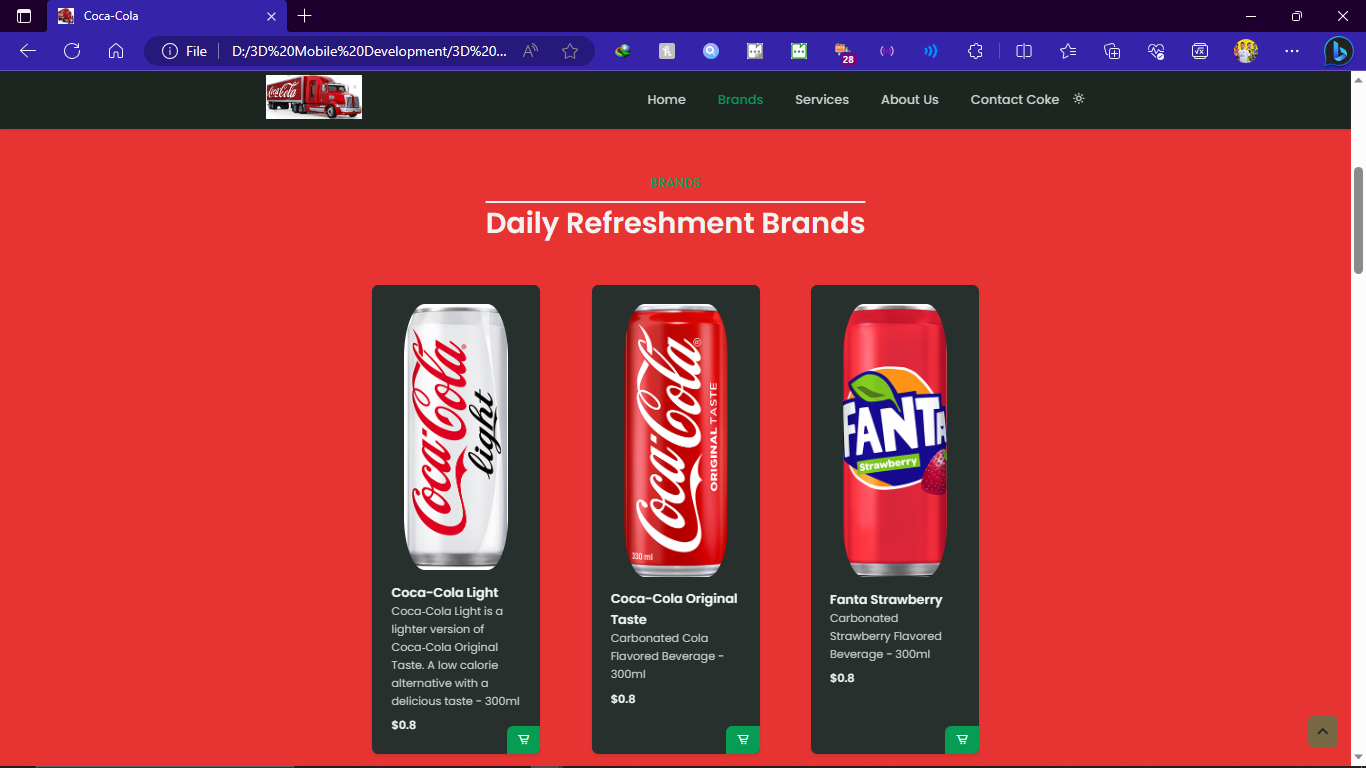 Coca-Cola
File
D:/3D%20Mobile%20Development/3D%20...
28
Coca-Cola
Home
Brands
Services
About Us
Contact Coke
BRANDS
Daily Refreshment Brands
Coca-Cola
light
Coca-Cola
ORIGINAL TASTE
330 ml
FANTA
Strawberry
Coca-Cola Light
Coca-Cola Light is a
lighter version of
Coca-Cola Original
Taste. A low calorie
alternative with a
delicious taste - 300ml
$0.8
Coca-Cola Original
Taste
Carbonated Cola
Flavored Beverage -
300ml
$0.8
Fanta Strawberry
Carbonated
Strawberry Flavored
Beverage - 300ml
$0.8